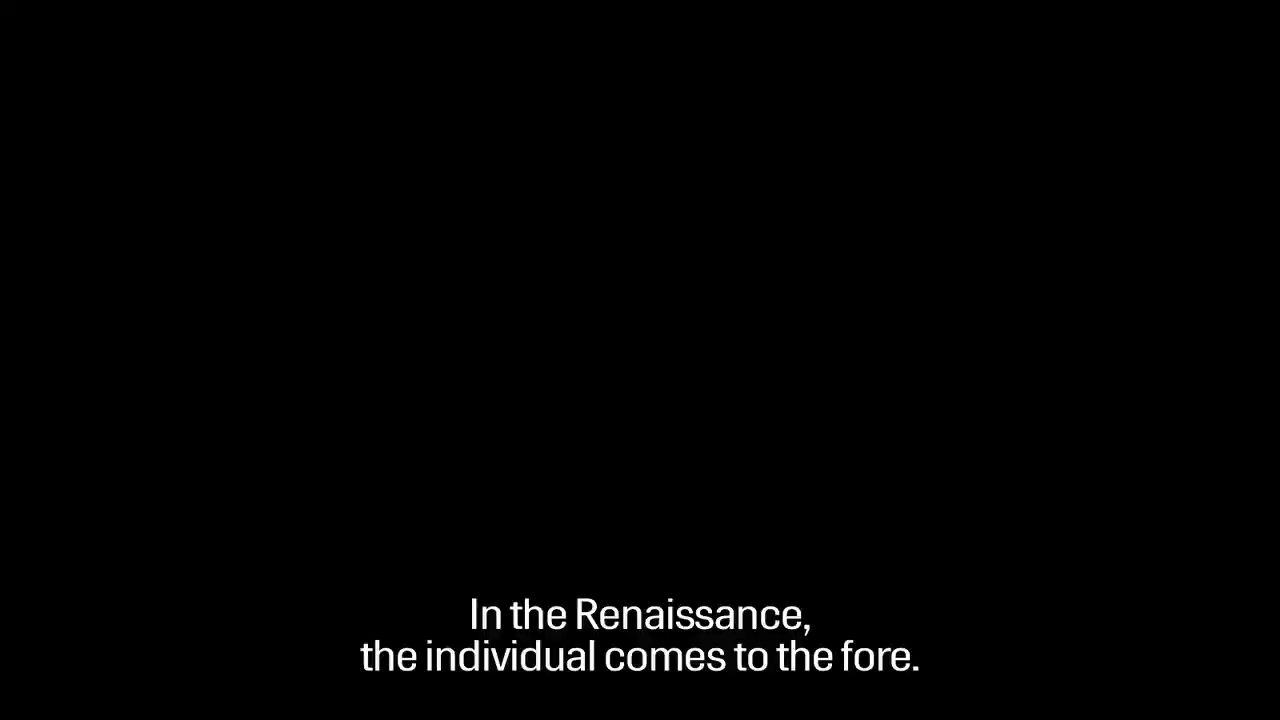 In the Renaissance,
the individual comes to the fore.